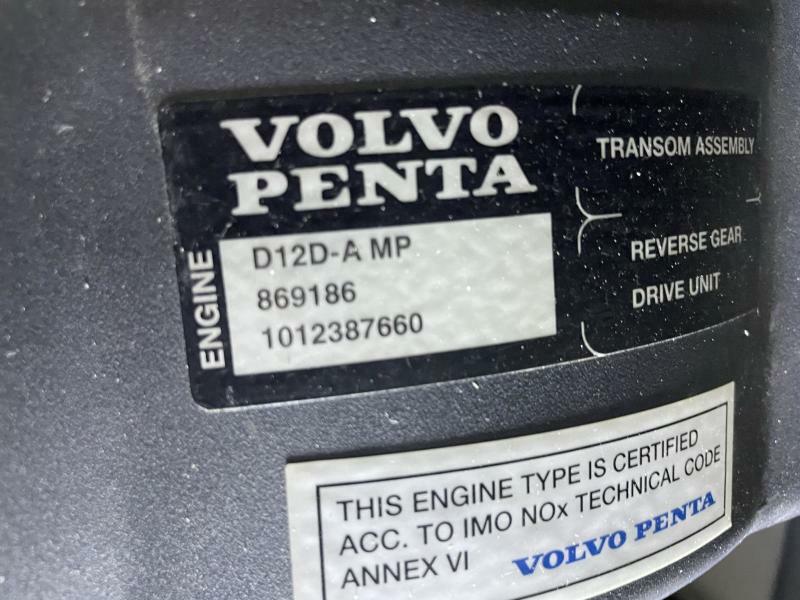 VOLVO
PENTA
ENGINE
D12D-A MP
869186
1012387660
TRANSOM ASSEMBLY
REVERSE GEAR
DRIVE UNIT
THIS ENGINE TYPE IS CERTIFIED
ACC. TO IMO NOx TECHNICAL CODE
ANNEX VI VOLVO PENTA